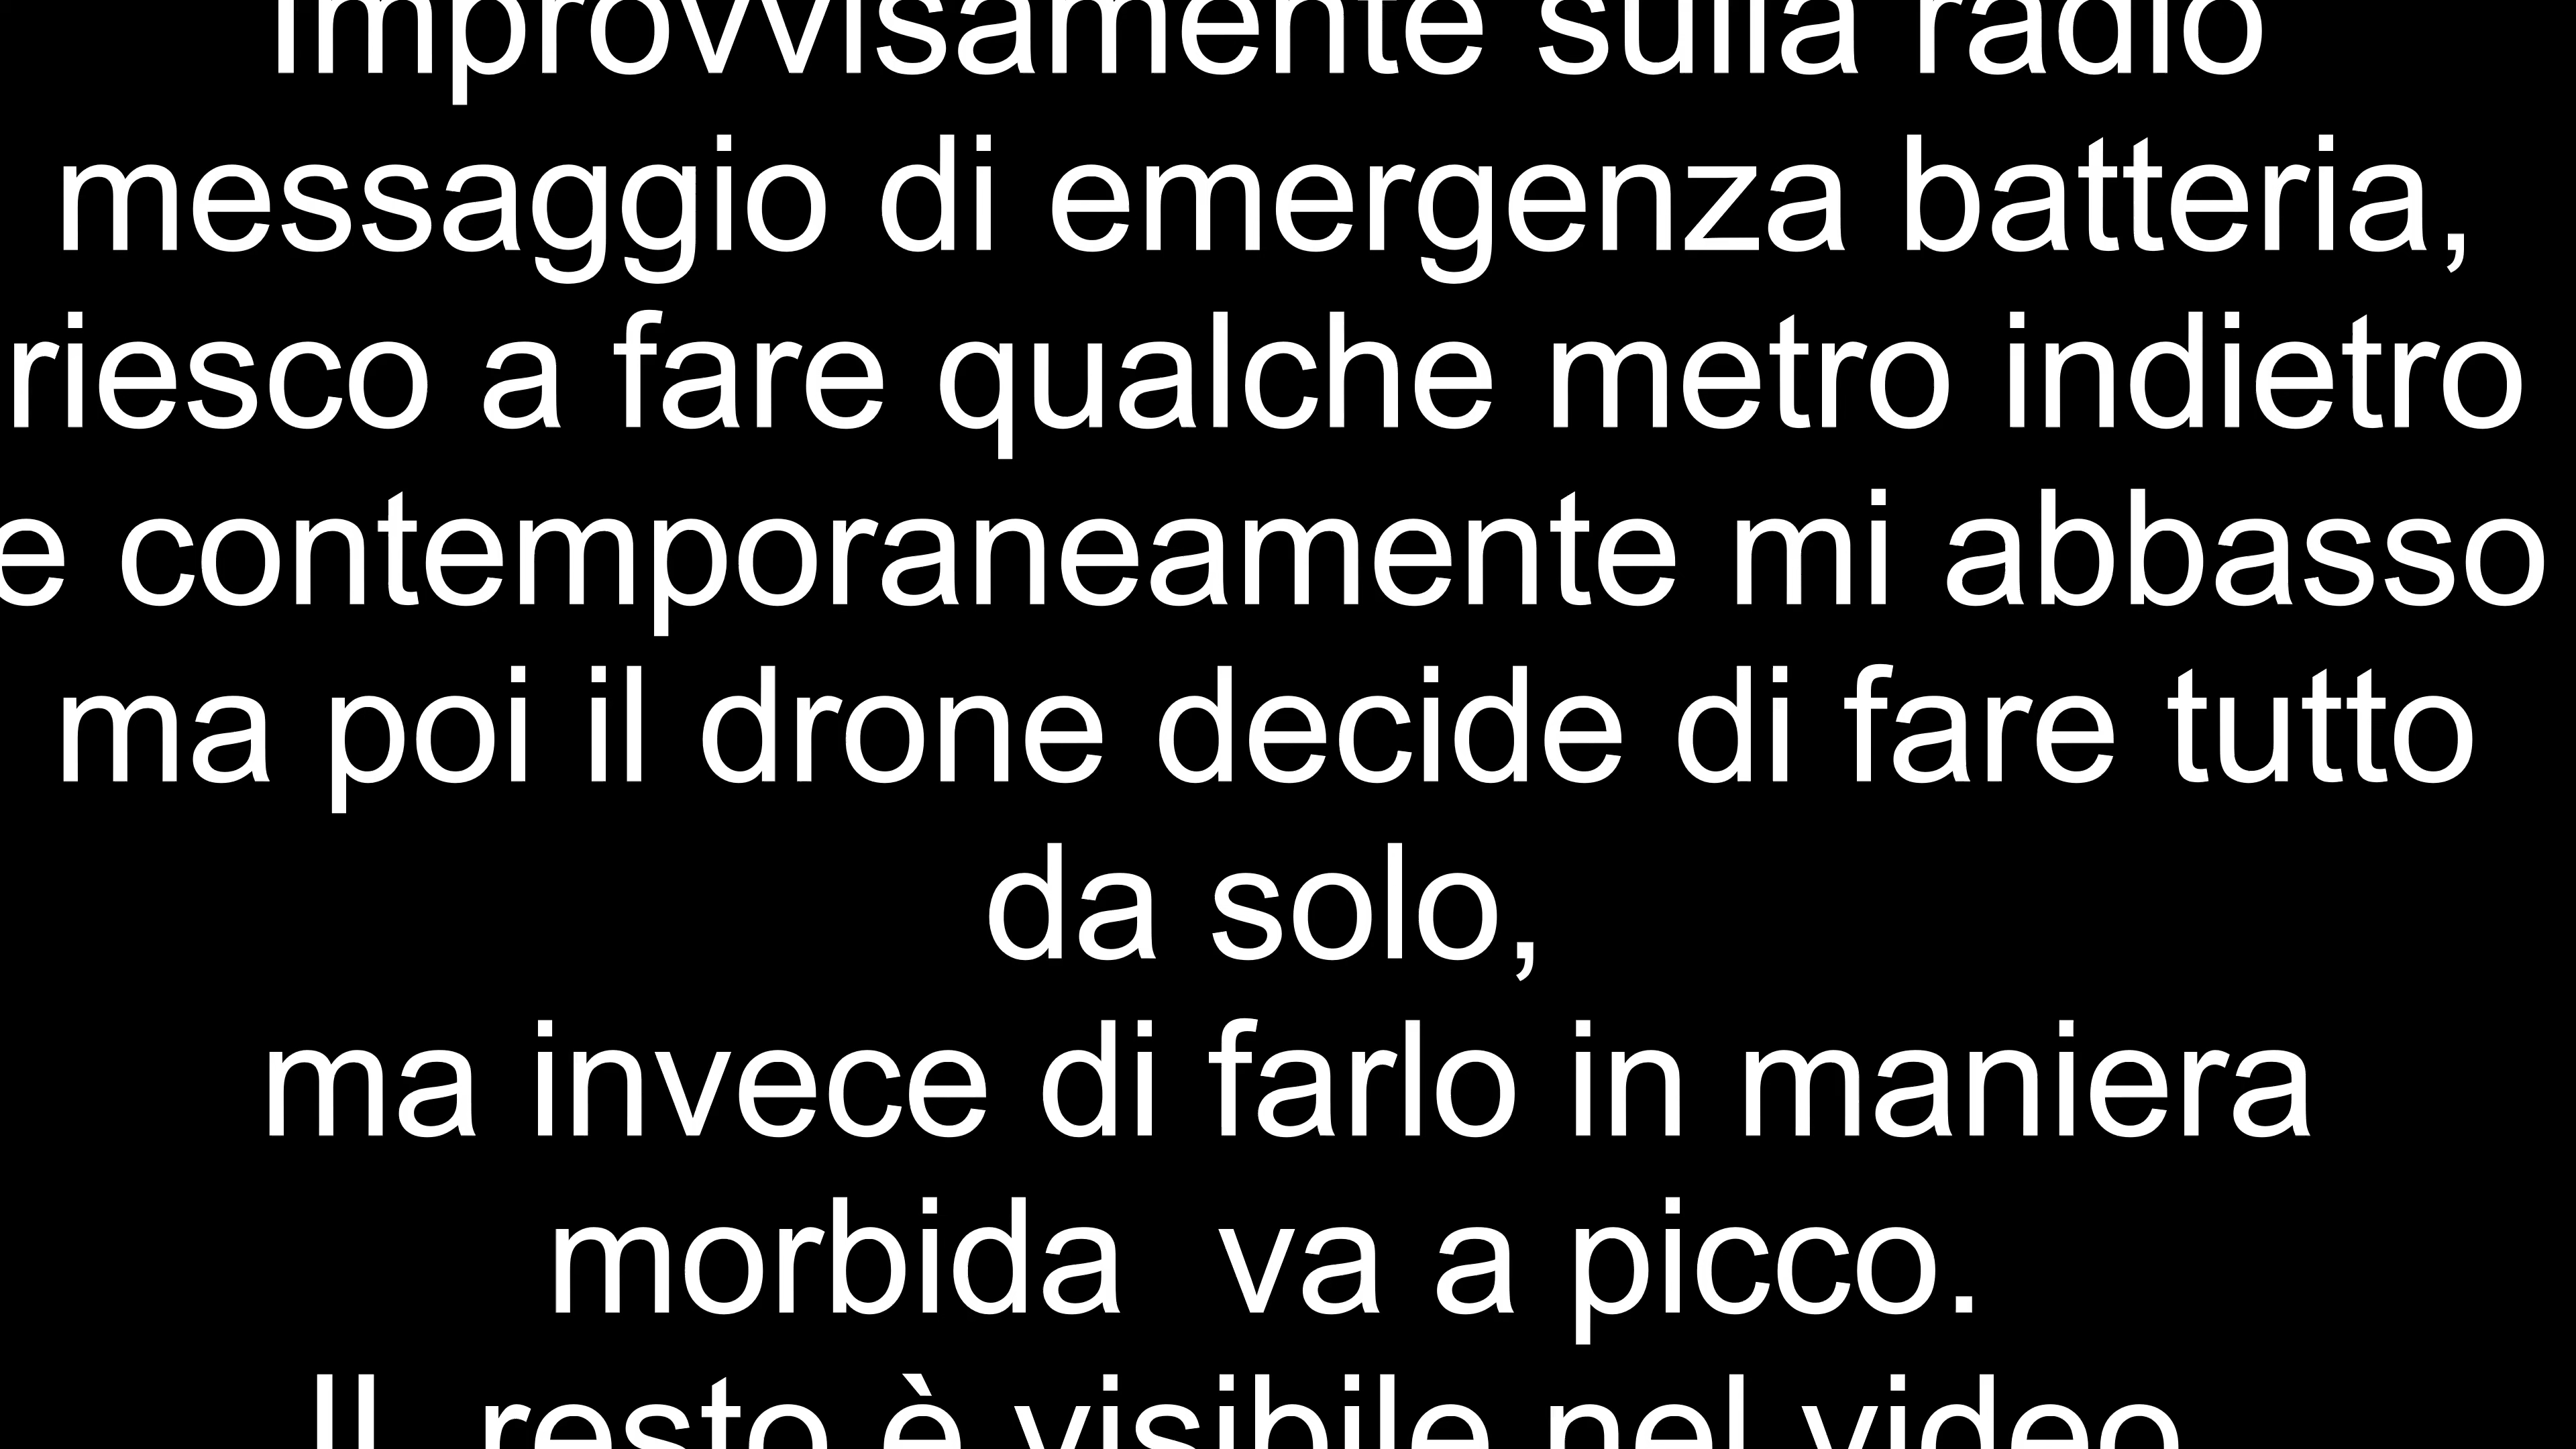 improvvisamente sulla radio
messaggio di emergenza batteria,
riesco a fare qualche metro indietro
e contemporaneamente mi abbasso
ma poi il drone decide di fare tutto
da solo,
ma invece di farlo in maniera
morbida  va a picco.
Il  resto è visibile nel video